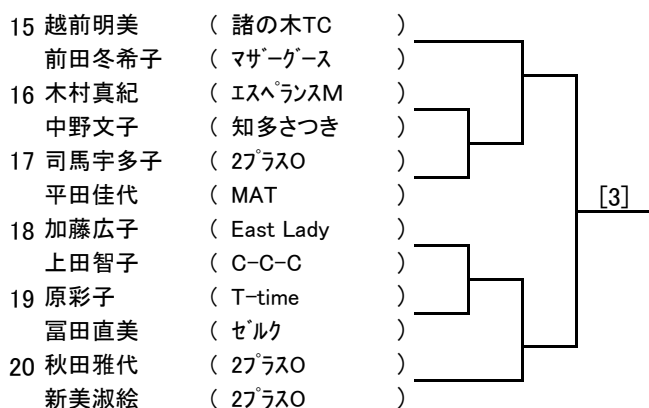 15 越前明美 ( 諸の木TC )
前田冬希子 ( ﾏｻﾞｰｸﾞｰｽ )
16 木村真紀 ( ｴｽﾍﾟﾗﾝｽM )
中野文子 ( 知多さつき )
17 司馬宇多子 ( 2ﾌﾟﾗｽO )
平田佳代 ( MAT ) [3]
18 加藤広子 ( East Lady )
上田智子 ( C-C-C )
19 原彩子 ( T-time )
冨田直美 ( ｾﾞﾙｸ )
20 秋田雅代 ( 2ﾌﾟﾗｽO )
新美淑絵 ( 2ﾌﾟﾗｽO )